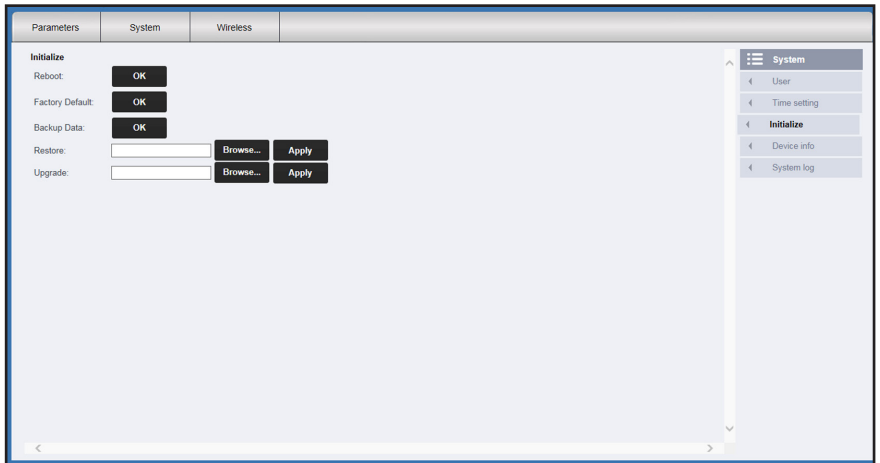 Parameters System Wireless
Initialize
Reboot: OK
Factory Default: OK
Backup Data: OK
Restore: Browse... Apply
Upgrade: Browse... Apply
System
User
Time setting
Initialize
Device info
System log